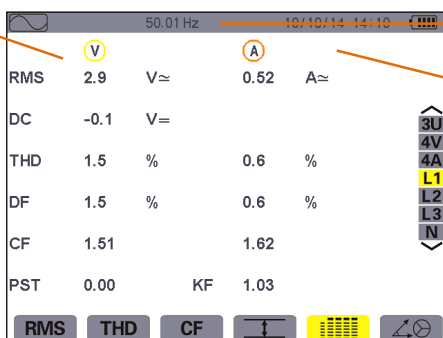 50.01 Hz 10/10/14 14:10
V A
RMS 2.9 V≃ 0.52 A≃
DC -0.1 V=
THD 1.5 % 0.6 %
DF 1.5 % 0.6 %
CF 1.51 1.62
PST 0.00 KF 1.03
3U
4V
4A
L1
L2
L3
N
RMS THD CF